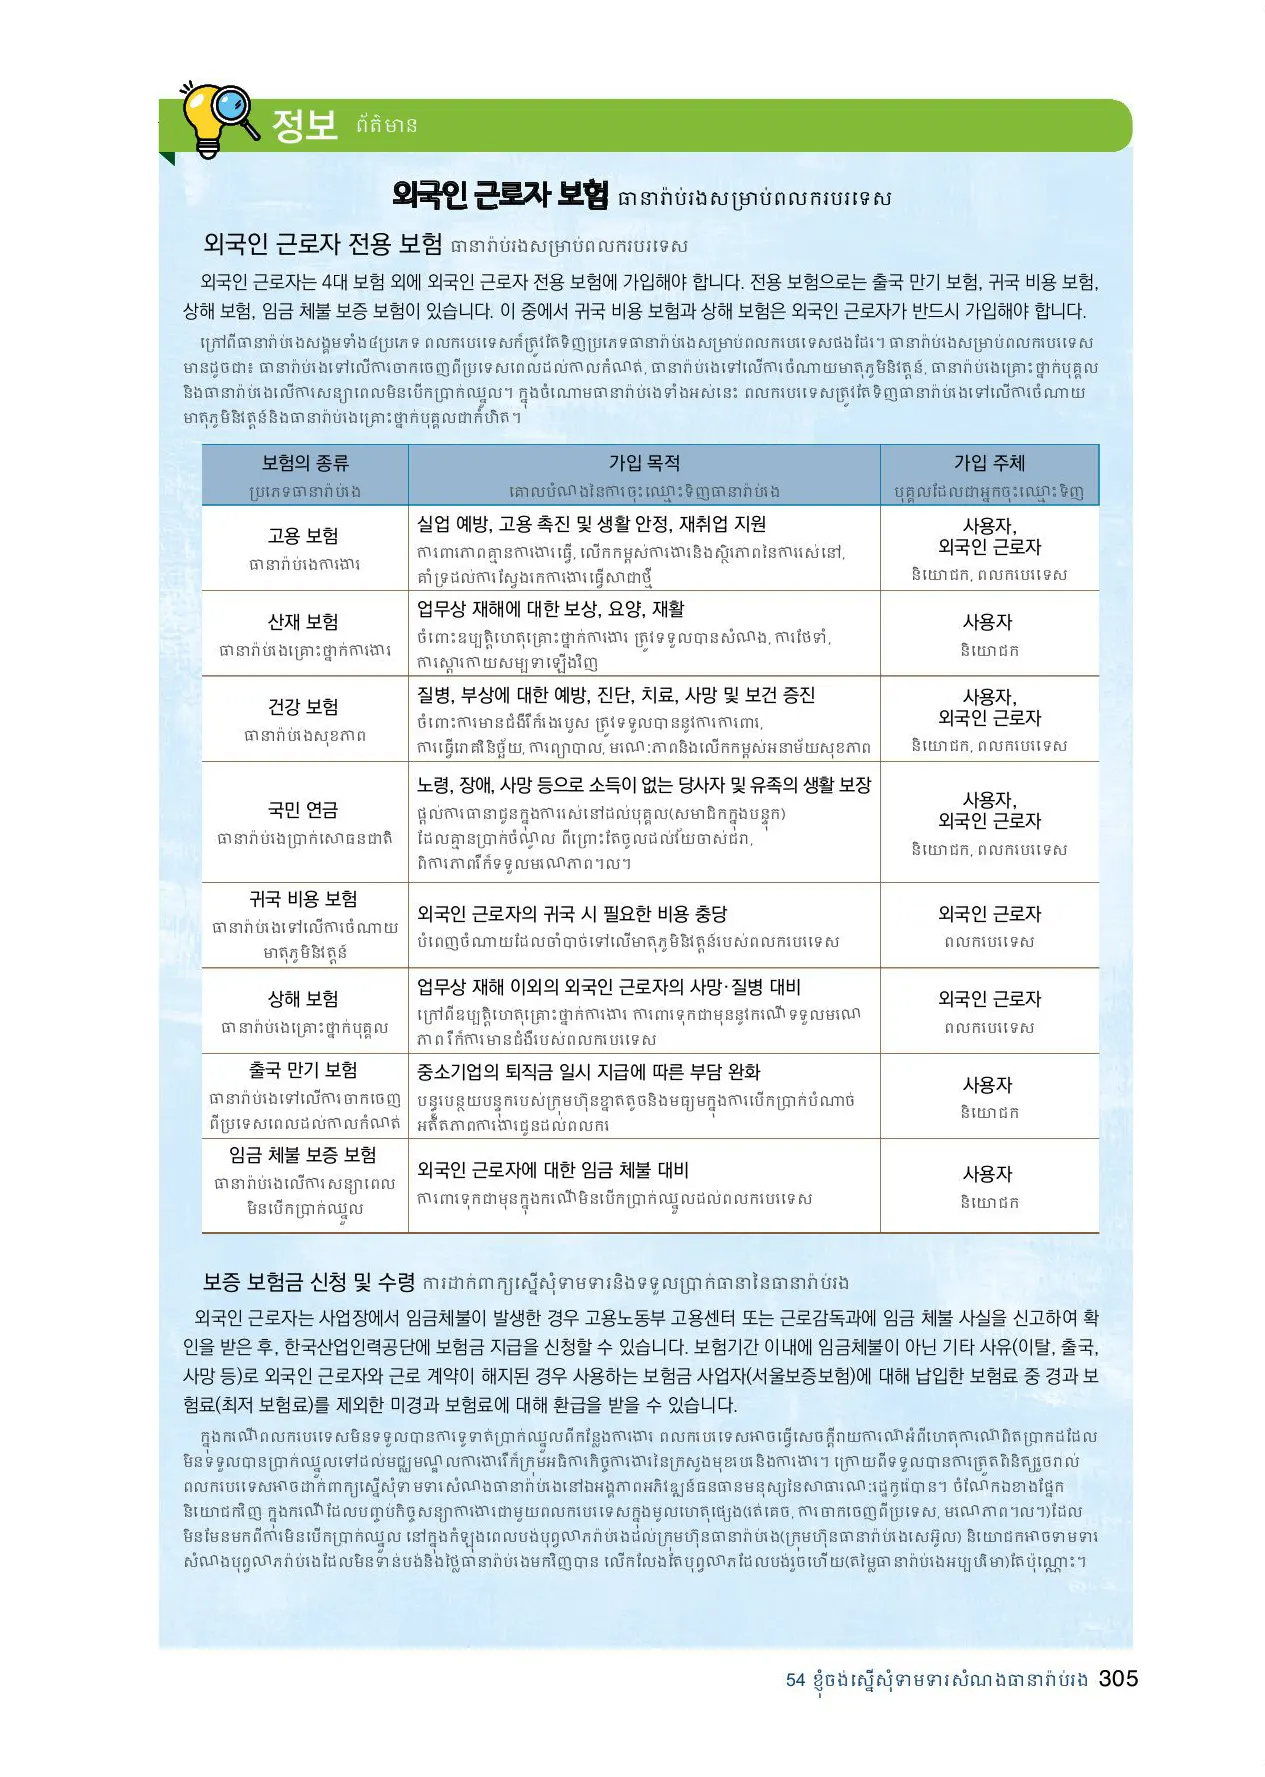 정보 ព័ត៌មាន
외국인 근로자 보험 ធានារ៉ាប់រងសម្រាប់ពលករបរទេស
외국인 근로자 전용 보험 ធានារ៉ាប់រងសម្រាប់ពលករបរទេស
외국인 근로자는 4대 보험 외에 외국인 근로자 전용 보험에 가입해야 합니다. 전용 보험으로는 출국 만기 보험, 귀국 비용 보험,
상해 보험, 임금 체불 보증 보험이 있습니다. 이 중에서 귀국 비용 보험과 상해 보험은 외국인 근로자가 반드시 가입해야 합니다.
ក្រៅពីធានារ៉ាប់រងសង្គមទាំង៤ប្រភេទ ពលករបរទេសក៏ត្រូវតែទិញប្រភេទធានារ៉ាប់រងសម្រាប់ពលករបរទេសផងដែរ។ ធានារ៉ាប់រងសម្រាប់ពលករបរទេស
មានដូចជា៖ ធានារ៉ាប់រងទៅលើការចាកចេញពីប្រទេសពេលដល់កាលកំណត់, ធានារ៉ាប់រងទៅលើការចំណាយមាតុភូមិនិវត្តន៍, ធានារ៉ាប់រងគ្រោះថ្នាក់បុគ្គល
និងធានារ៉ាប់រងលើការសន្យាពេលមិនបើកប្រាក់ឈ្នួល។ ក្នុងចំណោមធានារ៉ាប់រងទាំងអស់នេះ ពលករបរទេសត្រូវតែទិញធានារ៉ាប់រងទៅលើការចំណាយ
មាតុភូមិនិវត្តន៍និងធានារ៉ាប់រងគ្រោះថ្នាក់បុគ្គលជាកំហិត។
보험의 종류 가입 목적 가입 주체
ប្រភេទធានារ៉ាប់រង គោលបំណងនៃការចុះឈ្មោះទិញធានារ៉ាប់រង បុគ្គលដែលជាអ្នកចុះឈ្មោះទិញ
고용 보험
ធានារ៉ាប់រងការងារ
실업 예방, 고용 촉진 및 생활 안정, 재취업 지원
ការពារភាពគ្មានការងារធ្វើ, លើកកម្ពស់ការងារនិងស្ថិរភាពនៃការរស់នៅ,
គាំទ្រដល់ការស្វែងរកការងារធ្វើសាជាថ្មី
사용자,
외국인 근로자
និយោជក, ពលករបរទេស
산재 보험
ធានារ៉ាប់រងគ្រោះថ្នាក់ការងារ
업무상 재해에 대한 보상, 요양, 재활
ចំពោះឧប្បត្តិហេតុគ្រោះថ្នាក់ការងារ ត្រូវទទួលបានសំណង, ការថែទាំ,
ការស្តារកាយសម្បទាឡើងវិញ
사용자
និយោជក
건강 보험
ធានារ៉ាប់រងសុខភាព
질병, 부상에 대한 예방, 진단, 치료, 사망 및 보건 증진
ចំពោះការមានជំងឺរឺក៏រងរបួស ត្រូវទទួលបាននូវការការពារ,
ការធ្វើរោគវិនិច្ឆ័យ, ការព្យាបាល, មរណៈភាពនិងលើកកម្ពស់អនាម័យសុខភាព
사용자,
외국인 근로자
និយោជក, ពលករបរទេស
국민 연금
ធានារ៉ាប់រងប្រាក់សោធនជាតិ
노령, 장애, 사망 등으로 소득이 없는 당사자 및 유족의 생활 보장
ផ្តល់ការធានាជូនក្នុងការរស់នៅដល់បុគ្គល(សមាជិកក្នុងបន្ទុក)
ដែលគ្មានប្រាក់ចំណូល ពីព្រោះតែចូលដល់វ័យចាស់ជរា,
ពិការភាពរឺក៏ទទួលមរណភាព។ល។
사용자,
외국인 근로자
និយោជក, ពលករបរទេស
귀국 비용 보험
ធានារ៉ាប់រងទៅលើការចំណាយ
មាតុភូមិនិវត្តន៍
외국인 근로자의 귀국 시 필요한 비용 충당
បំពេញចំណាយដែលចាំបាច់ទៅលើមាតុភូមិនិវត្តន៍របស់ពលករបរទេស
외국인 근로자
ពលករបរទេស
상해 보험
ធានារ៉ាប់រងគ្រោះថ្នាក់បុគ្គល
업무상 재해 이외의 외국인 근로자의 사망·질병 대비
ក្រៅពីឧប្បត្តិហេតុគ្រោះថ្នាក់ការងារ ការពារទុកជាមុននូវករណីទទួលមរណ
ភាព រឺក៏ការមានជំងឺរបស់ពលករបរទេស
외국인 근로자
ពលករបរទេស
출국 만기 보험
ធានារ៉ាប់រងទៅលើការចាកចេញ
ពីប្រទេសពេលដល់កាលកំណត់
중소기업의 퇴직금 일시 지급에 따른 부담 완화
បន្ធូរបន្ថយបន្ទុករបស់ក្រុមហ៊ុនខ្នាតតូចនិងមធ្យមក្នុងការបើកប្រាក់បំណាច់
អតីតភាពការងារជូនដល់ពលករ
사용자
និយោជក
임금 체불 보증 보험
ធានារ៉ាប់រងលើការសន្យាពេល
មិនបើកប្រាក់ឈ្នួល
외국인 근로자에 대한 임금 체불 대비
ការពារទុកជាមុនក្នុងករណីមិនបើកប្រាក់ឈ្នួលដល់ពលករបរទេស
사용자
និយោជក
보증 보험금 신청 및 수령 ការដាក់ពាក្យស្នើសុំទាមទារនិងទទួលប្រាក់ធានានៃធានារ៉ាប់រង
외국인 근로자는 사업장에서 임금체불이 발생한 경우 고용노동부 고용센터 또는 근로감독과에 임금 체불 사실을 신고하여 확
인을 받은 후, 한국산업인력공단에 보험금 지급을 신청할 수 있습니다. 보험기간 이내에 임금체불이 아닌 기타 사유(이탈, 출국,
사망 등)로 외국인 근로자와 근로 계약이 해지된 경우 사용하는 보험금 사업자(서울보증보험)에 대해 납입한 보험료 중 경과 보
험료(최저 보험료)를 제외한 미경과 보험료에 대해 환급을 받을 수 있습니다.
ក្នុងករណីពលករបរទេសមិនទទួលបានការទូទាត់ប្រាក់ឈ្នួលពីកន្លែងការងារ ពលករបរទេសអាចធ្វើសេចក្តីរាយការណ៍អំពីហេតុការណ៍ពិតប្រាកដដែល
មិនទទួលបានប្រាក់ឈ្នួលទៅដល់មជ្ឈមណ្ឌលការងាររឺក៏ក្រុមអធិការកិច្ចការងារនៃក្រសួងមុខរបរនិងការងារ។ ក្រោយពីទទួលបានការត្រួតពិនិត្យរួចរាល់
ពលករបរទេសអាចដាក់ពាក្យស្នើសុំទាមទារសំណងធានារ៉ាប់រងនៅឯអង្គភាពអភិវឌ្ឍន៍ធនធានមនុស្សនៃសាធារណៈរដ្ឋកូរ៉េបាន។ ចំណែកឯខាងផ្នែក
និយោជកវិញ ក្នុងករណីដែលបញ្ចប់កិច្ចសន្យាការងារជាមួយពលករបរទេសក្នុងមូលហេតុផ្សេង(រត់គេច, ការចាកចេញពីប្រទេស, មរណភាព។ល។)ដែល
មិនមែនមកពីការមិនបើកប្រាក់ឈ្នួល នៅក្នុងកំឡុងពេលបង់បុព្វលាភរ៉ាប់រងដល់ក្រុមហ៊ុនធានារ៉ាប់រង(ក្រុមហ៊ុនធានារ៉ាប់រងសេអ៊ូល) និយោជកអាចទាមទារ
សំណងបុព្វលាភរ៉ាប់រងដែលមិនទាន់បង់និងថ្លៃធានារ៉ាប់រងមកវិញបាន លើកលែងតែបុព្វលាភដែលបង់រួចហើយ(តម្លៃធានារ៉ាប់រងអប្បបរិមា)តែប៉ុណ្ណោះ។
54 ខ្ញុំចង់ស្នើសុំទាមទារសំណងធានារ៉ាប់រង 305